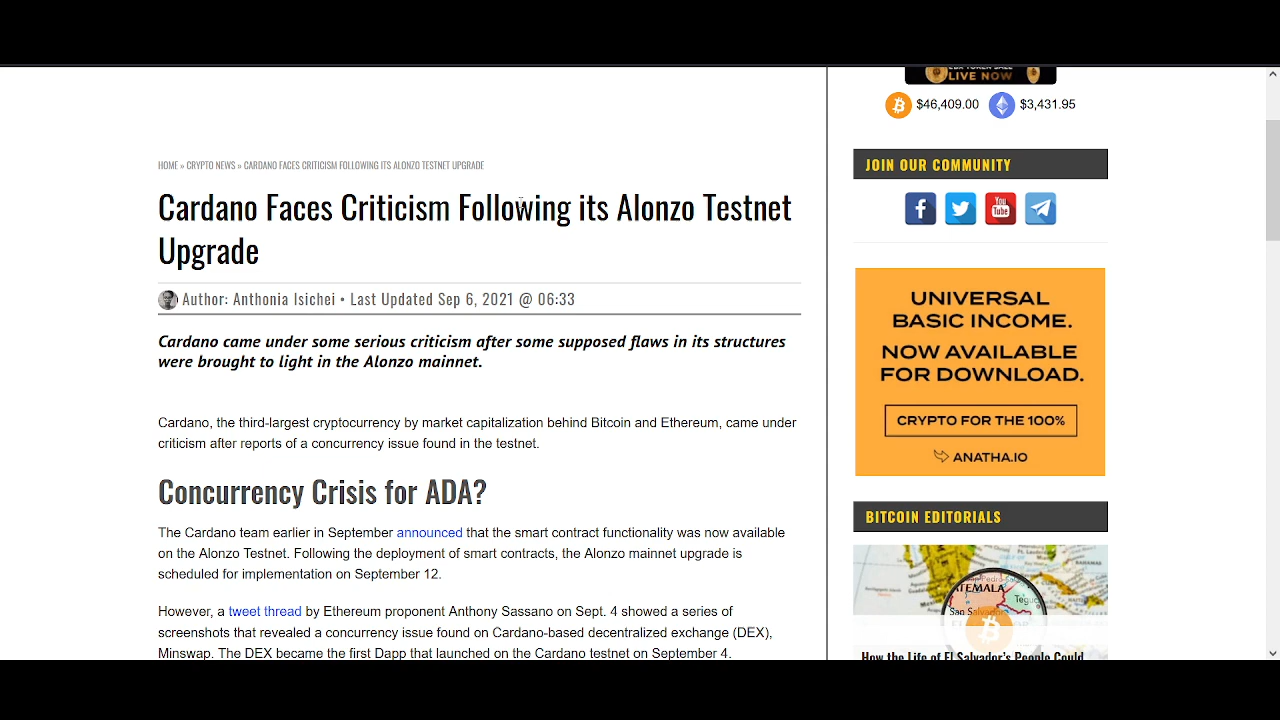 LIVE NOW
$46,409.00 $3,431.95
HOME » CRYPTO NEWS » CARDANO FACES CRITICISM FOLLOWING ITS ALONZO TESTNET UPGRADE
Cardano Faces Criticism Following its Alonzo Testnet
Upgrade
Author: Anthonia Isichei • Last Updated Sep 6, 2021 @ 06:33
Cardano came under some serious criticism after some supposed flaws in its structures
were brought to light in the Alonzo mainnet.
Cardano, the third-largest cryptocurrency by market capitalization behind Bitcoin and Ethereum, came under
criticism after reports of a concurrency issue found in the testnet.
Concurrency Crisis for ADA?
The Cardano team earlier in September announced that the smart contract functionality was now available
on the Alonzo Testnet. Following the deployment of smart contracts, the Alonzo mainnet upgrade is
scheduled for implementation on September 12.
However, a tweet thread by Ethereum proponent Anthony Sassano on Sept. 4 showed a series of
screenshots that revealed a concurrency issue found on Cardano-based decentralized exchange (DEX),
Minswap. The DEX became the first Dapp that launched on the Cardano testnet on September 4.
JOIN OUR COMMUNITY
You
Tube
UNIVERSAL
BASIC INCOME.
NOW AVAILABLE
FOR DOWNLOAD.
CRYPTO FOR THE 100%
ANATHA.IO
BITCOIN EDITORIALS
How the Life of El Salvador's People Could